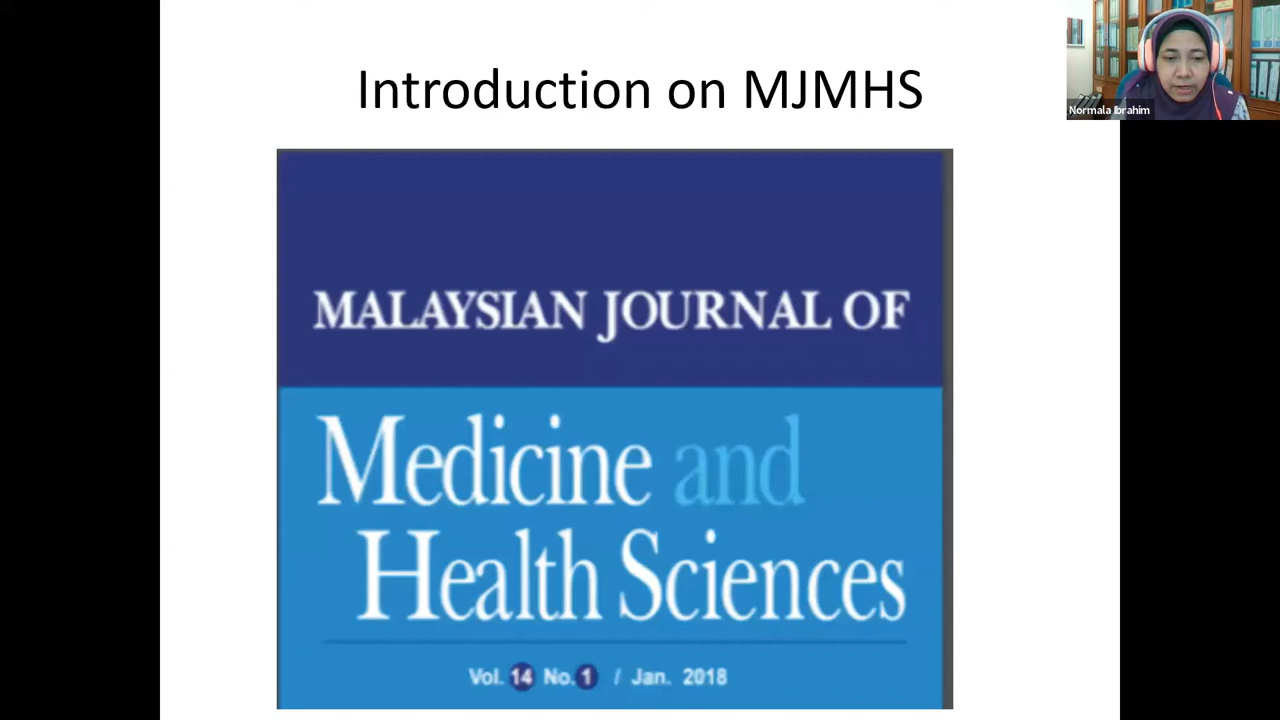 Introduction on MJMHS
Normala Ibrahim
MALAYSIAN JOURNAL OF
Medicine and
Health Sciences
Vol. 14 No. 1 / Jan. 2018